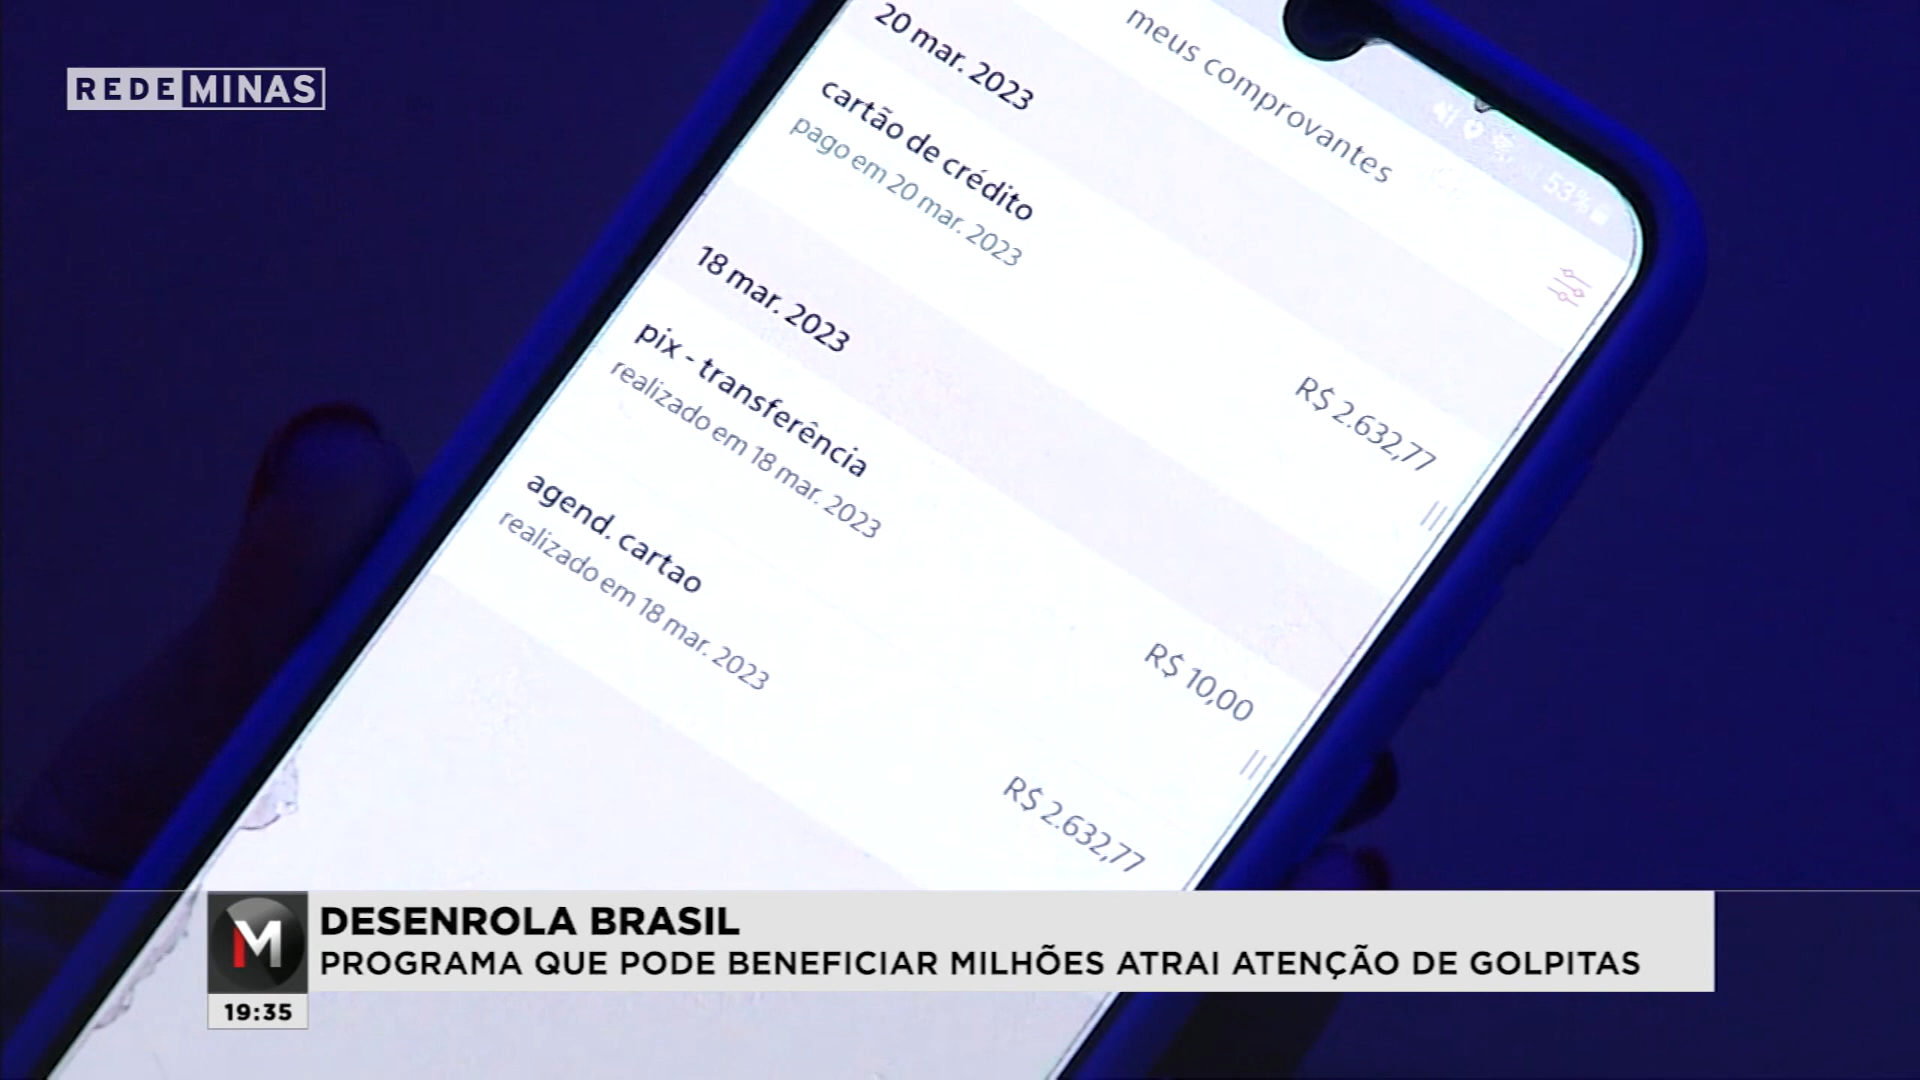 REDE MINAS
meus comprovantes
53%
20 mar. 2023
cartão de crédito
pago em 20 mar. 2023
R$ 2.632,77
18 mar. 2023
pix - transferência
realizado em 18 mar. 2023
R$ 10,00
agend. cartao
realizado em 18 mar. 2023
R$ 2.632,77
M
DESENROLA BRASIL
PROGRAMA QUE PODE BENEFICIAR MILHÕES ATRAI ATENÇÃO DE GOLPITAS
19:35